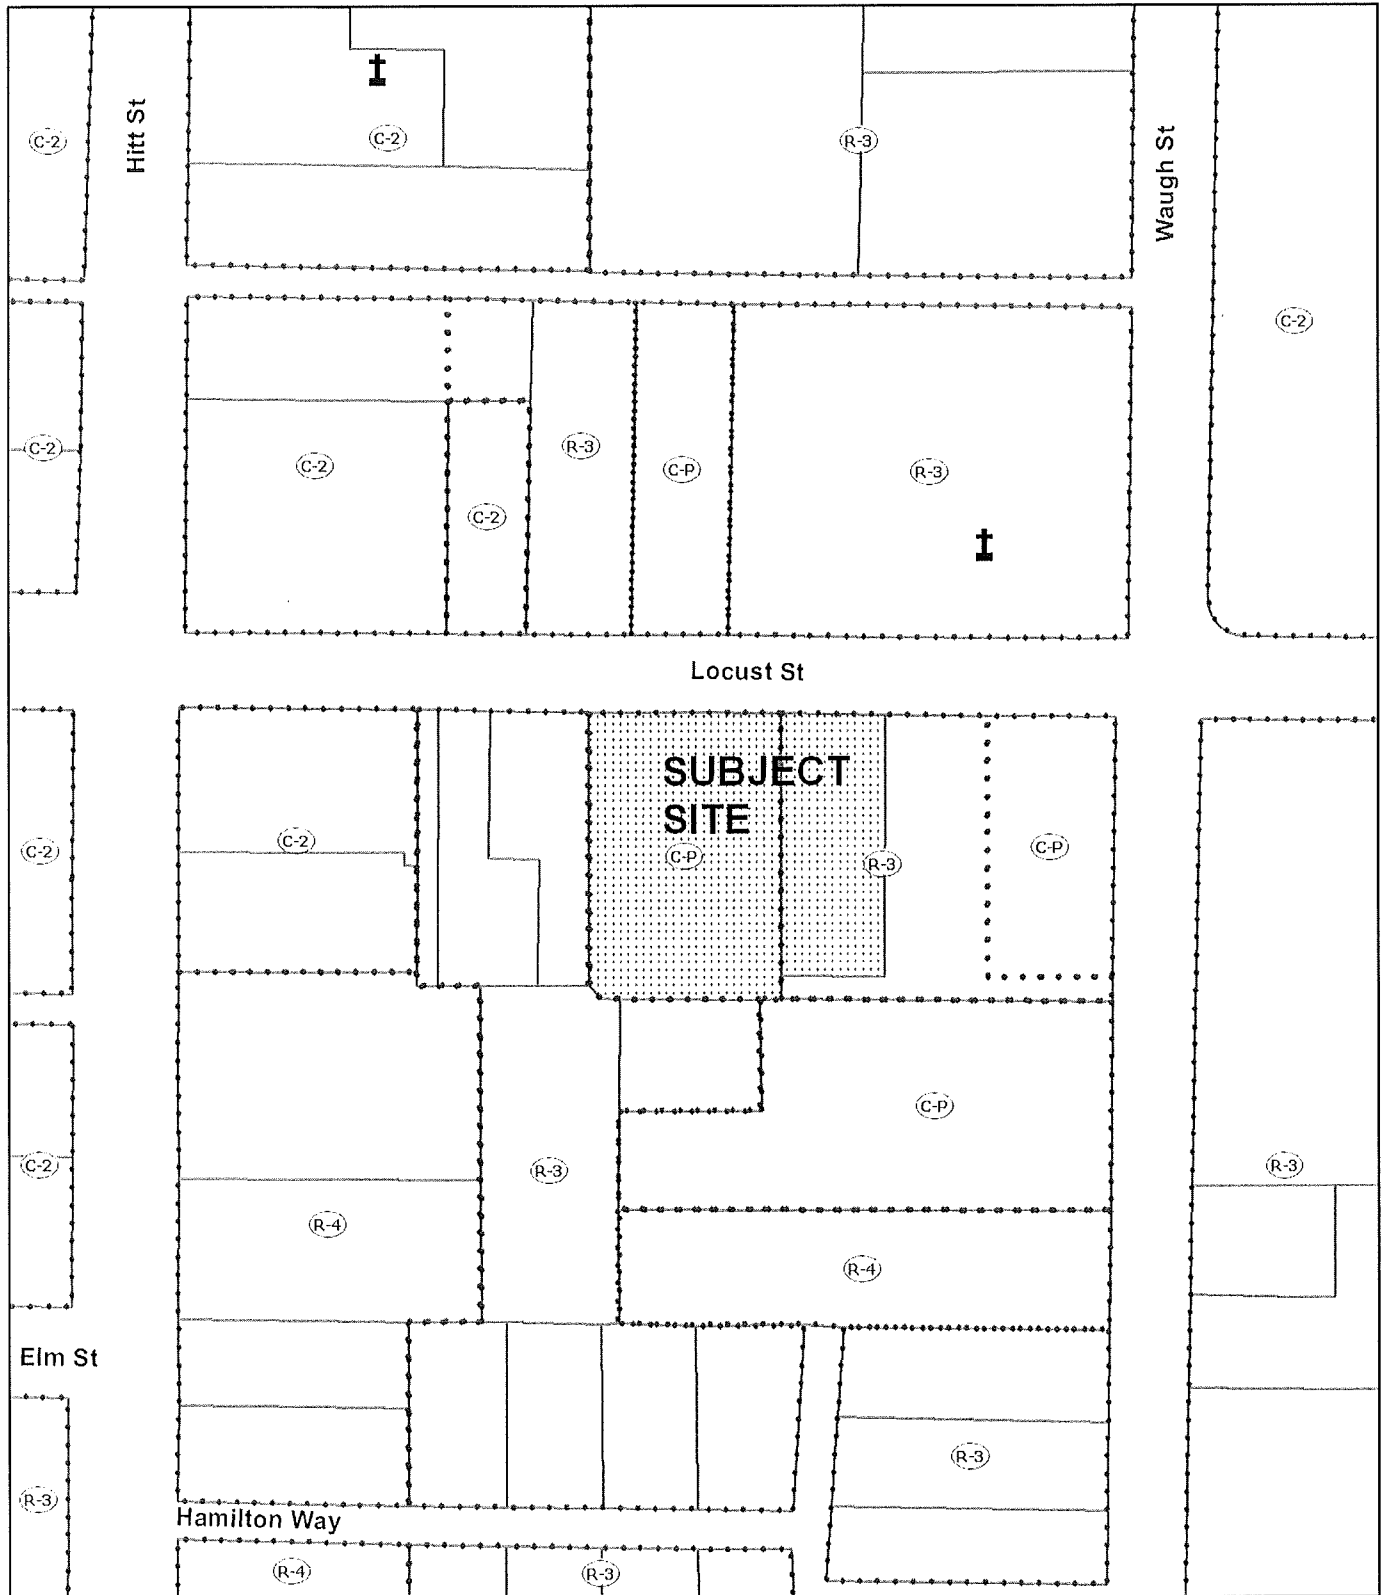 Hitt St
Waugh St
C-2
C-2
R-3
C-2
C-2
C-2
C-2
R-3
C-P
R-3
Locust St
SUBJECT
SITE
C-2
C-2
C-P
R-3
C-P
C-2
R-4
R-3
C-P
R-3
R-4
Elm St
R-3
R-3
Hamilton Way
R-4
R-3